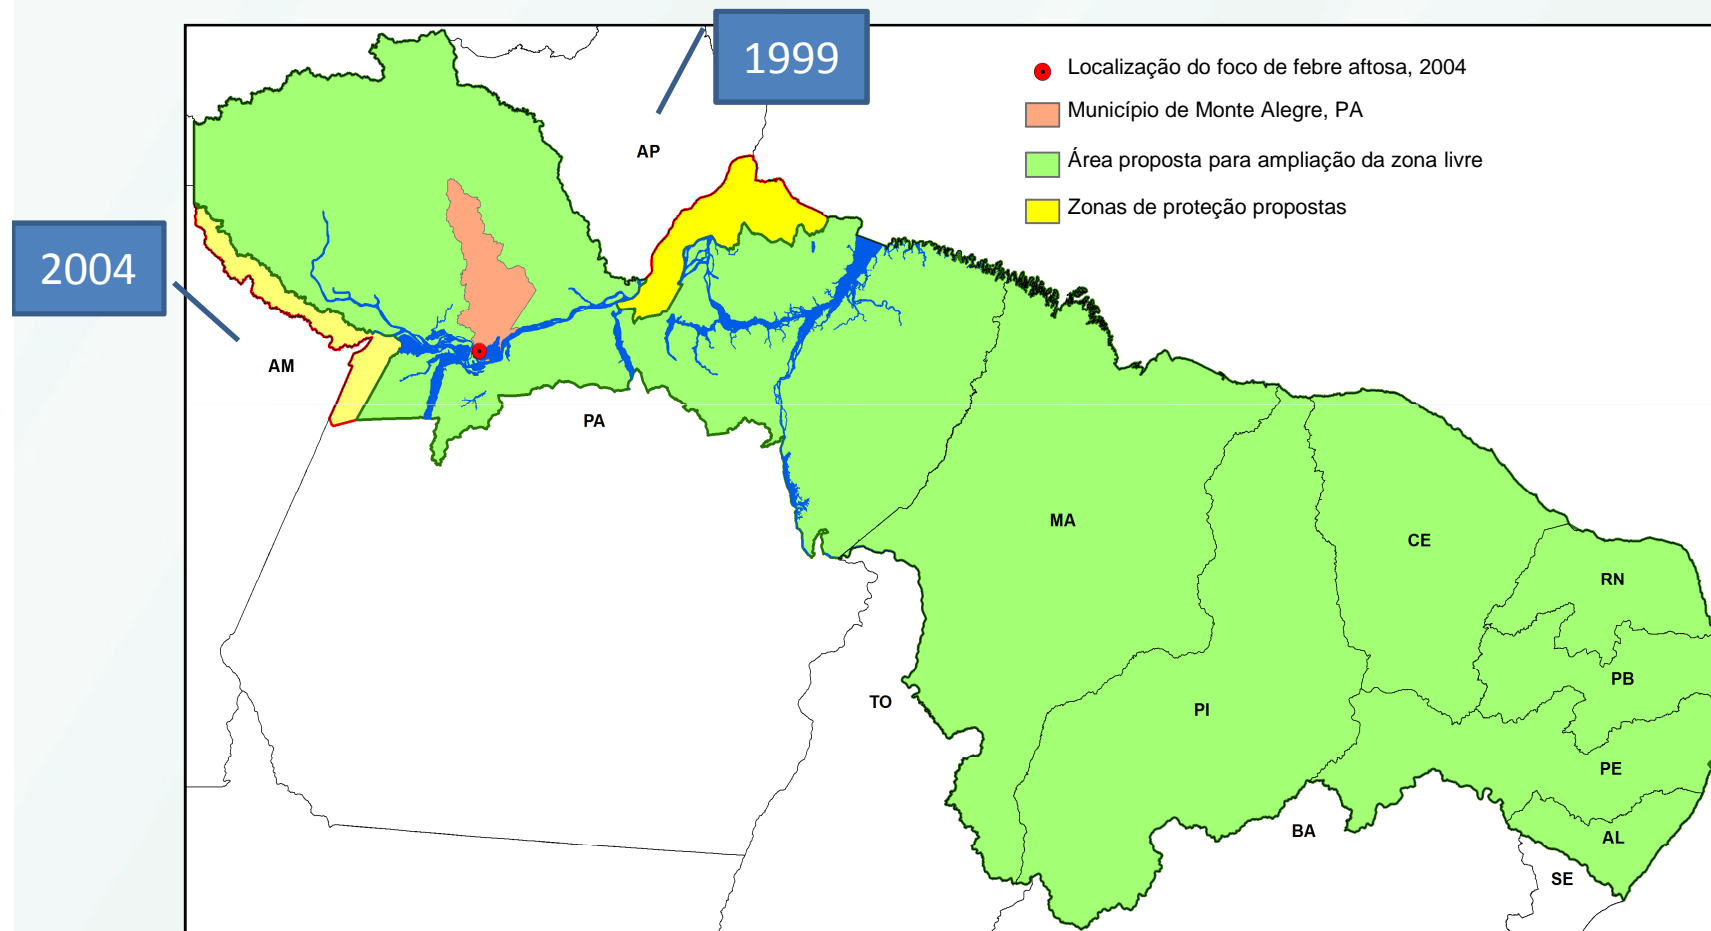 1999
Localização do foco de febre aftosa, 2004
Município de Monte Alegre, PA
Área proposta para ampliação da zona livre
Zonas de proteção propostas
AP
2004
AM
PA
MA
CE
RN
PB
TO
PI
PE
BA
AL
SE